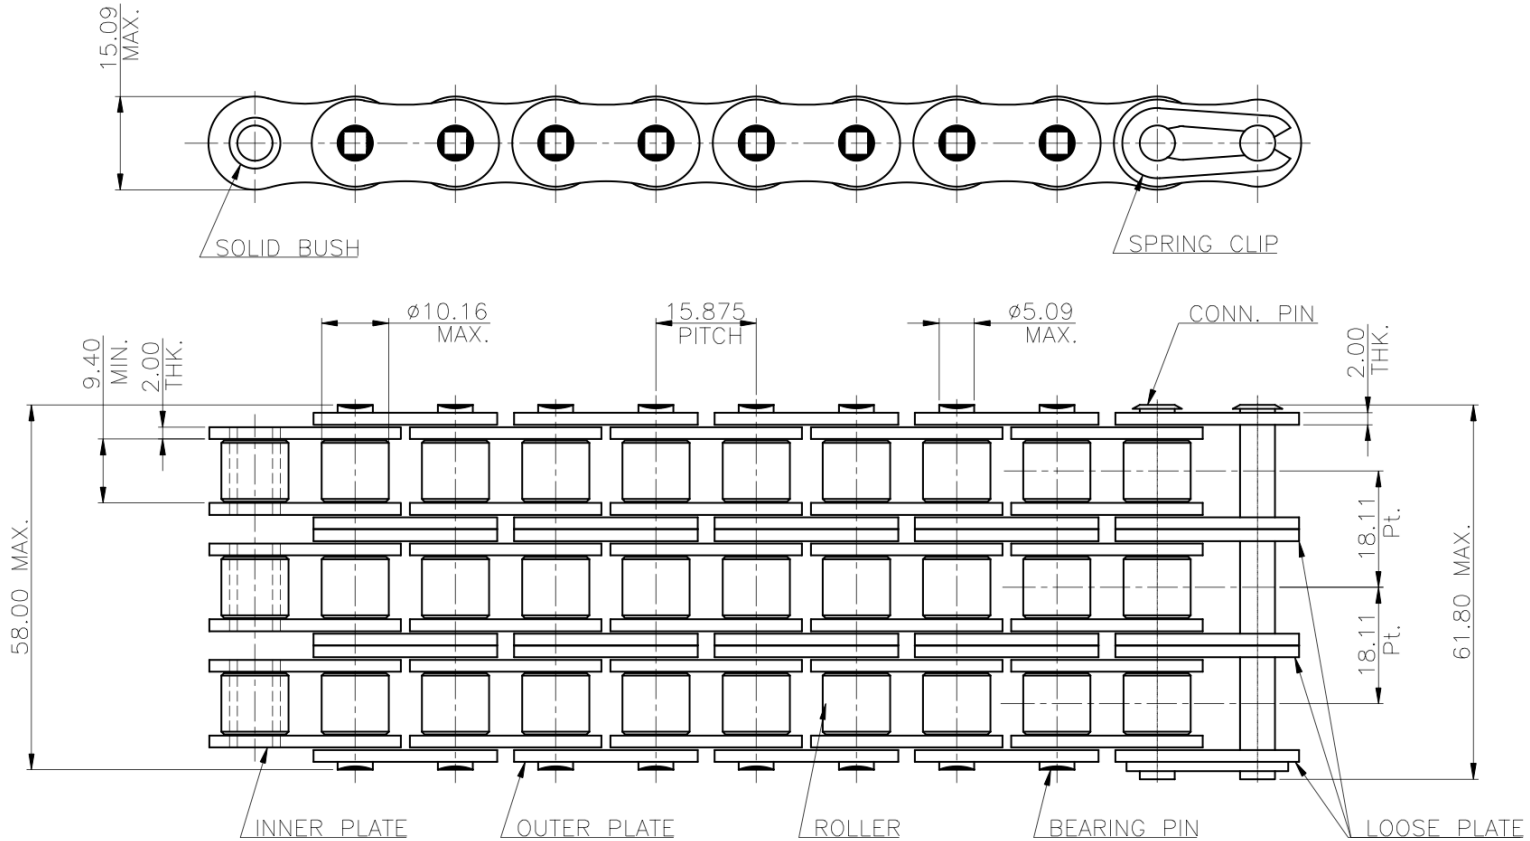 15.09
MAX.
SOLID BUSH
SPRING CLIP
ø10.16
MAX.
15.875
PITCH
ø5.09
MAX.
CONN. PIN
9.40
MIN.
2.00
THK.
2.00
THK.
58.00 MAX.
18.11
Pt.
18.11
Pt.
61.80 MAX.
INNER PLATE
OUTER PLATE
ROLLER
BEARING PIN
LOOSE PLATE